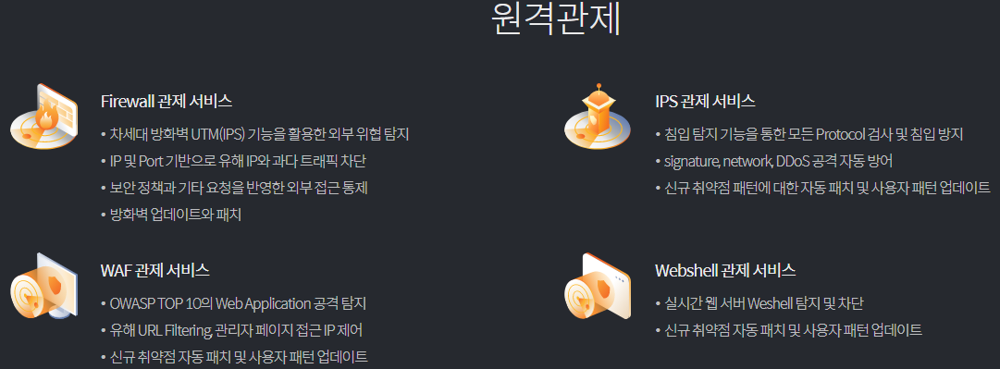 원격관제
Firewall 관제 서비스
• 차세대 방화벽 UTM(IPS) 기능을 활용한 외부 위협 탐지
• IP 및 Port 기반으로 유해 IP와 과다 트래픽 차단
• 보안 정책과 기타 요청을 반영한 외부 접근 통제
• 방화벽 업데이트와 패치
IPS 관제 서비스
• 침입 탐지 기능을 통한 모든 Protocol 검사 및 침입 방지
• signature, network, DDoS 공격 자동 방어
• 신규 취약점 패턴에 대한 자동 패치 및 사용자 패턴 업데이트
WAF 관제 서비스
• OWASP TOP 10의 Web Application 공격 탐지
• 유해 URL Filtering, 관리자 페이지 접근 IP 제어
• 신규 취약점 자동 패치 및 사용자 패턴 업데이트
Webshell 관제 서비스
• 실시간 웹 서버 Weshell 탐지 및 차단
• 신규 취약점 자동 패치 및 사용자 패턴 업데이트